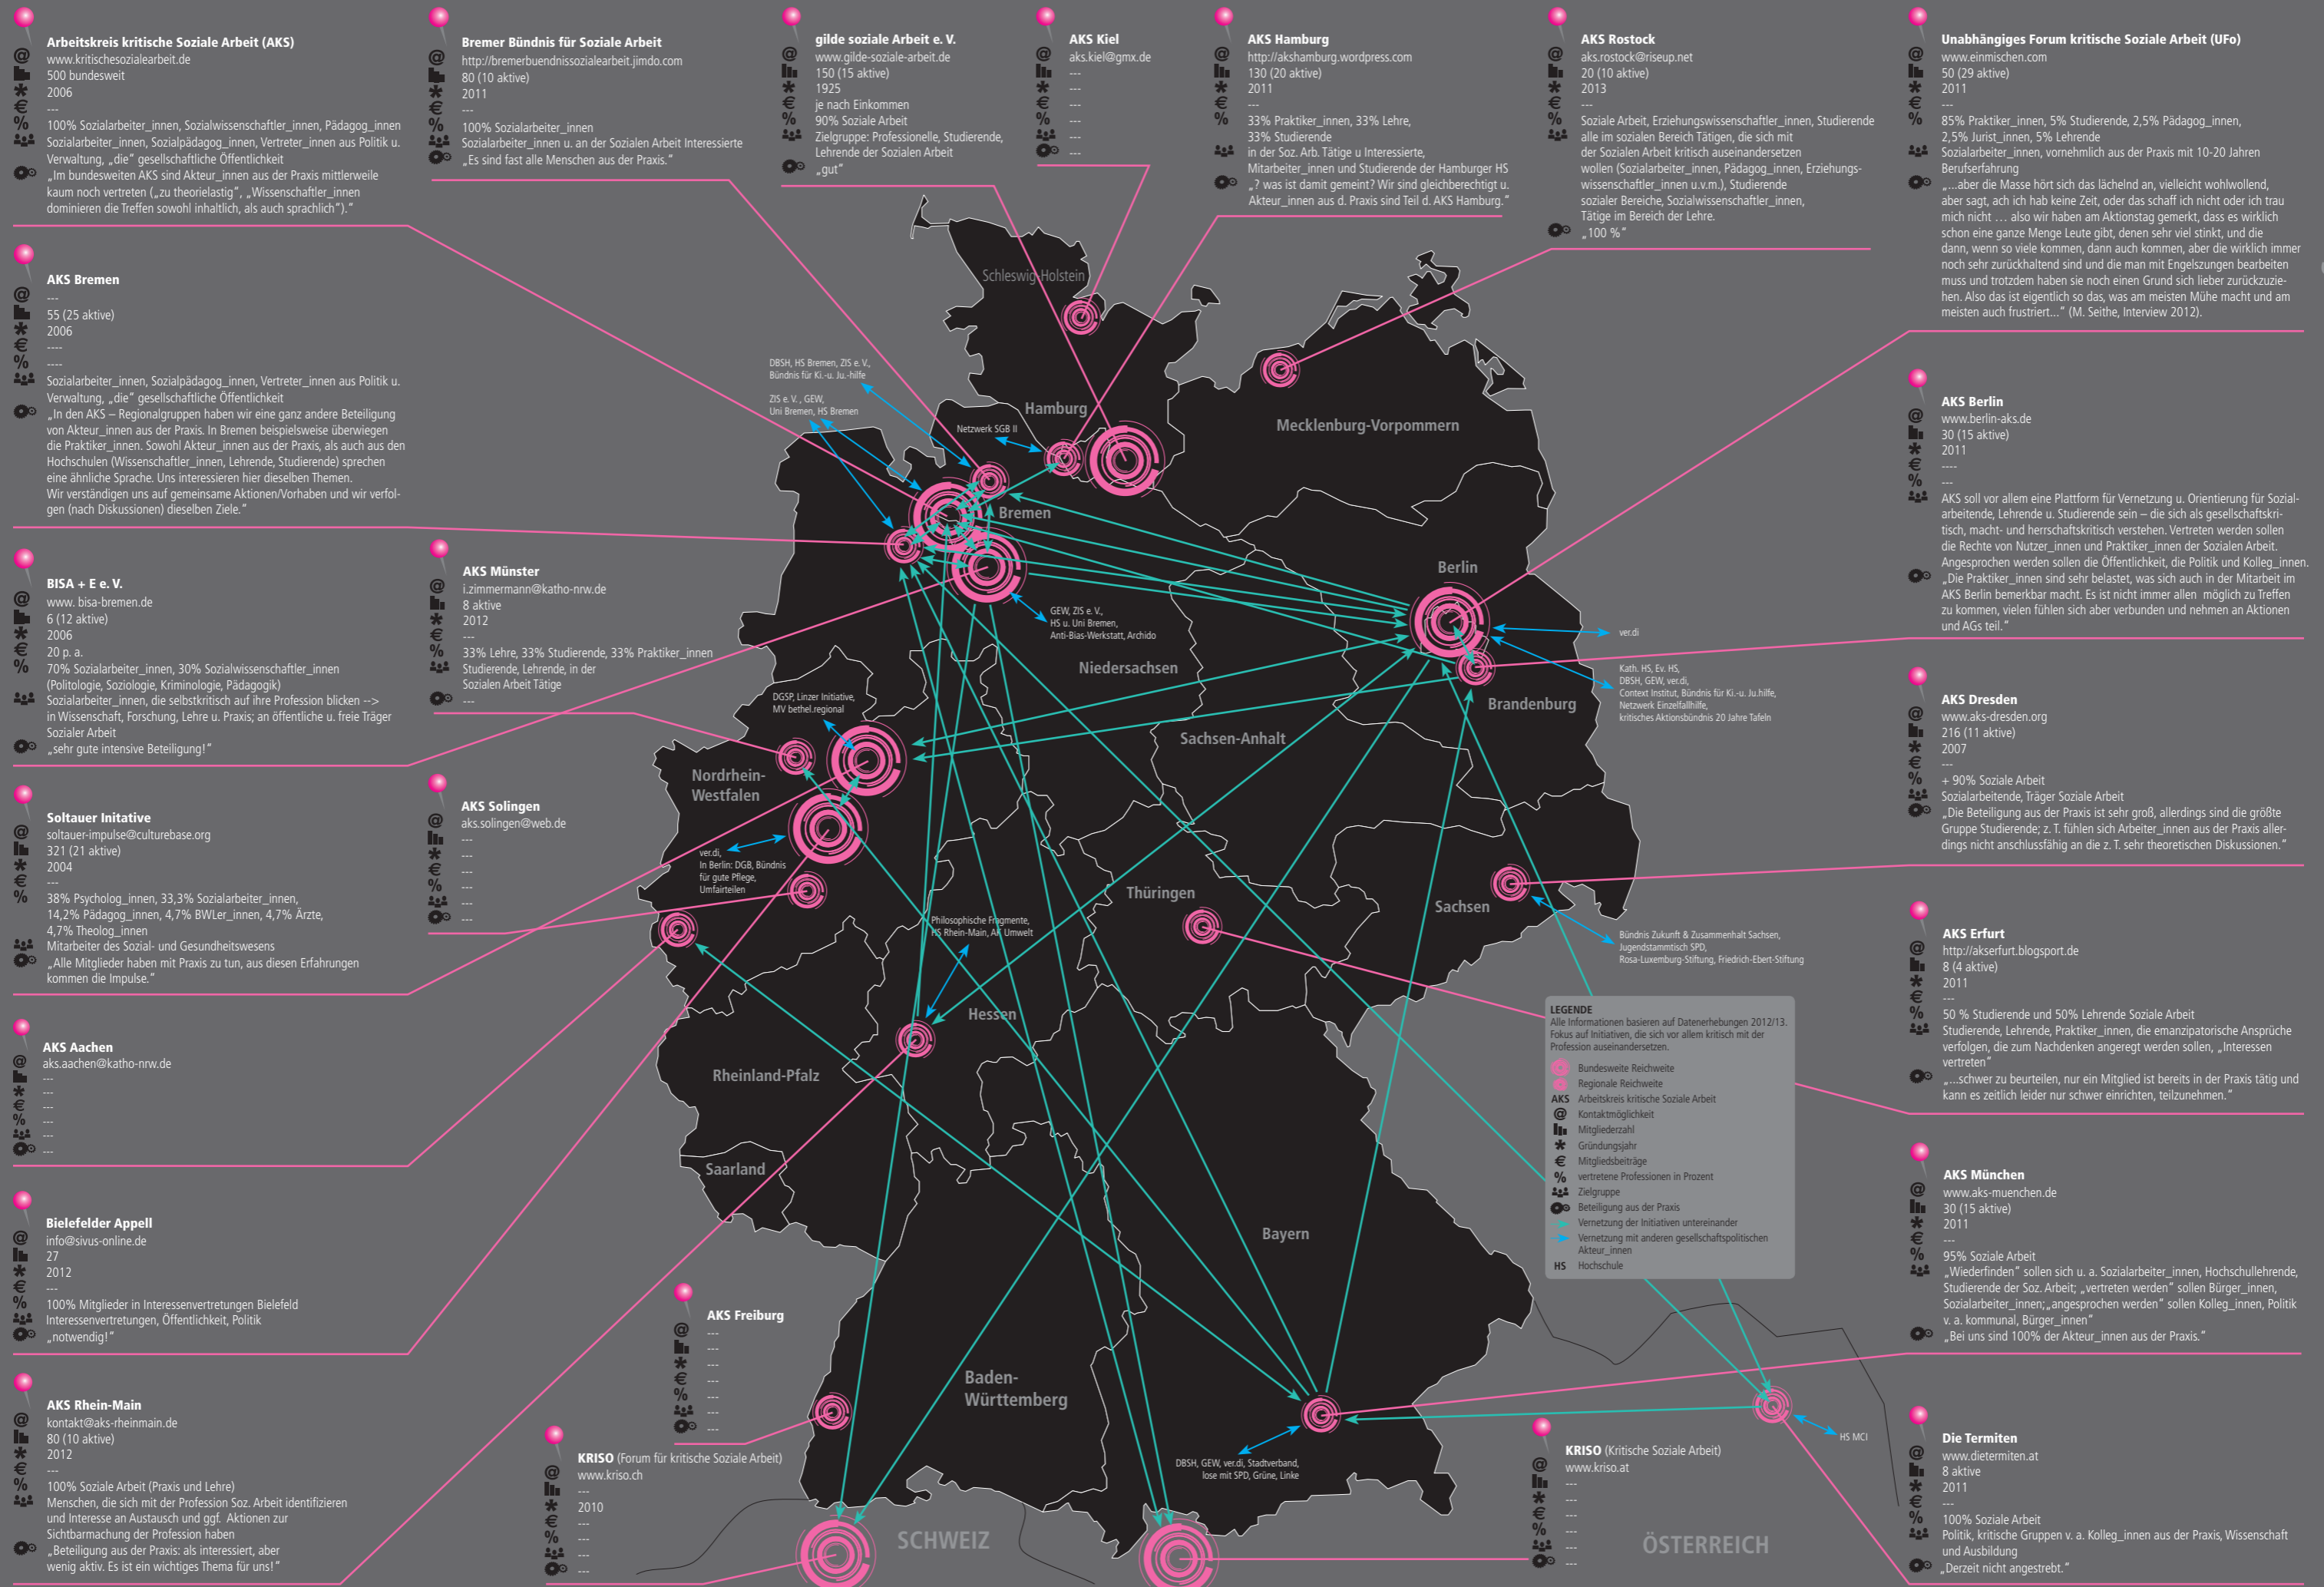 Arbeitskreis kritische Soziale Arbeit (AKS)
@ www.kritischesozialearbeit.de
500 bundesweit
2006
€ ---
% 100% Sozialarbeiter_innen, Sozialwissenschaftler_innen, Pädagog_innen
Sozialarbeiter_innen, Sozialpädagog_innen, Vertreter_innen aus Politik u.
Verwaltung, „die" gesellschaftliche Öffentlichkeit
„Im bundesweiten AKS sind Akteur_innen aus der Praxis mittlerweile
kaum noch vertreten („zu theorielastig", „Wissenschaftler_innen
dominieren die Treffen sowohl inhaltlich, als auch sprachlich")."
Bremer Bündnis für Soziale Arbeit
@ http://bremerbuendnissozialearbeit.jimdo.com
80 (10 aktive)
2011
€ ---
% 100% Sozialarbeiter_innen
Sozialarbeiter_innen u. an der Sozialen Arbeit Interessierte
„Es sind fast alle Menschen aus der Praxis."
gilde soziale Arbeit e. V.
@ www.gilde-soziale-arbeit.de
150 (15 aktive)
1925
€ je nach Einkommen
% 90% Soziale Arbeit
Zielgruppe: Professionelle, Studierende,
Lehrende der Sozialen Arbeit
„gut"
AKS Kiel
@ aks.kiel@gmx.de
---
---
€ ---
% ---
---
---
AKS Hamburg
@ http://akshamburg.wordpress.com
130 (20 aktive)
2011
€ ---
% 33% Praktiker_innen, 33% Lehre,
33% Studierende
in der Soz. Arb. Tätige u Interessierte,
Mitarbeiter_innen und Studierende der Hamburger HS
„? was ist damit gemeint? Wir sind gleichberechtigt u.
Akteur_innen aus d. Praxis sind Teil d. AKS Hamburg."
AKS Rostock
@ aks.rostock@riseup.net
20 (10 aktive)
2013
€ ---
% Soziale Arbeit, Erziehungswissenschaftler_innen, Studierende
alle im sozialen Bereich Tätigen, die sich mit
der Sozialen Arbeit kritisch auseinandersetzen
wollen (Sozialarbeiter_innen, Pädagog_innen, Erziehungs-
wissenschaftler_innen u.v.m.), Studierende
sozialer Bereiche, Sozialwissenschaftler_innen,
Tätige im Bereich der Lehre.
„100 %"
Unabhängiges Forum kritische Soziale Arbeit (UFo)
@ www.einmischen.com
50 (29 aktive)
2011
€ ---
% 85% Praktiker_innen, 5% Studierende, 2,5% Pädagog_innen,
2,5% Jurist_innen, 5% Lehrende
Sozialarbeiter_innen, vornehmlich aus der Praxis mit 10-20 Jahren
Berufserfahrung
„...aber die Masse hört sich das lächelnd an, vielleicht wohlwollend,
aber sagt, ach ich hab keine Zeit, oder das schaff ich nicht oder ich trau
mich nicht … also wir haben am Aktionstag gemerkt, dass es wirklich
schon eine ganze Menge Leute gibt, denen sehr viel stinkt, und die
dann, wenn so viele kommen, dann auch kommen, aber die wirklich immer
noch sehr zurückhaltend sind und die man mit Engelszungen bearbeiten
muss und trotzdem haben sie noch einen Grund sich lieber zurückzuzie-
hen. Also das ist eigentlich so das, was am meisten Mühe macht und am
meisten auch frustriert..." (M. Seithe, Interview 2012).
AKS Bremen
@ ---
55 (25 aktive)
2006
€ ----
% ----
Sozialarbeiter_innen, Sozialpädagog_innen, Vertreter_innen aus Politik u.
Verwaltung, „die" gesellschaftliche Öffentlichkeit
„In den AKS – Regionalgruppen haben wir eine ganz andere Beteiligung
von Akteur_innen aus der Praxis. In Bremen beispielsweise überwiegen
die Praktiker_innen. Sowohl Akteur_innen aus der Praxis, als auch aus den
Hochschulen (Wissenschaftler_innen, Lehrende, Studierende) sprechen
eine ähnliche Sprache. Uns interessieren hier dieselben Themen.
Wir verständigen uns auf gemeinsame Aktionen/Vorhaben und wir verfol-
gen (nach Diskussionen) dieselben Ziele."
BISA + E e. V.
@ www. bisa-bremen.de
6 (12 aktive)
2006
€ 20 p. a.
% 70% Sozialarbeiter_innen, 30% Sozialwissenschaftler_innen
(Politologie, Soziologie, Kriminologie, Pädagogik)
Sozialarbeiter_innen, die selbstkritisch auf ihre Profession blicken -->
in Wissenschaft, Forschung, Lehre u. Praxis; an öffentliche u. freie Träger
Sozialer Arbeit
„sehr gute intensive Beteiligung!"
AKS Münster
@ i.zimmermann@katho-nrw.de
8 aktive
2012
€ ---
% 33% Lehre, 33% Studierende, 33% Praktiker_innen
Studierende, Lehrende, in der
Sozialen Arbeit Tätige
---
Soltauer Initative
@ soltauer-impulse@culturebase.org
321 (21 aktive)
2004
€ ---
% 38% Psycholog_innen, 33,3% Sozialarbeiter_innen,
14,2% Pädagog_innen, 4,7% BWLer_innen, 4,7% Ärzte,
4,7% Theolog_innen
Mitarbeiter des Sozial- und Gesundheitswesens
„Alle Mitglieder haben mit Praxis zu tun, aus diesen Erfahrungen
kommen die Impulse."
AKS Solingen
@ aks.solingen@web.de
---
---
€ ---
% ---
---
---
AKS Aachen
@ aks.aachen@katho-nrw.de
---
---
€ ---
% ---
---
---
Bielefelder Appell
@ info@sivus-online.de
27
2012
€ ---
% 100% Mitglieder in Interessenvertretungen Bielefeld
Interessenvertretungen, Öffentlichkeit, Politik
„notwendig!"
AKS Rhein-Main
@ kontakt@aks-rheinmain.de
80 (10 aktive)
2012
€ ---
% 100% Soziale Arbeit (Praxis und Lehre)
Menschen, die sich mit der Profession Soz. Arbeit identifizieren
und Interesse an Austausch und ggf. Aktionen zur
Sichtbarmachung der Profession haben
„Beteiligung aus der Praxis: als interessiert, aber
wenig aktiv. Es ist ein wichtiges Thema für uns!"
AKS Freiburg
@ ---
---
---
€ ---
% ---
---
---
KRISO (Forum für kritische Soziale Arbeit)
@ www.kriso.ch
---
2010
€ ---
% ---
---
---
Schleswig-Holstein
Hamburg
Mecklenburg-Vorpommern
Bremen
Berlin
Niedersachsen
Brandenburg
Sachsen-Anhalt
Nordrhein-
Westfalen
Thüringen
Sachsen
Hessen
Rheinland-Pfalz
Saarland
Bayern
Baden-
Württemberg
SCHWEIZ
ÖSTERREICH
DBSH, HS Bremen, ZIS e. V.,
Bündnis für Ki.-u. Ju.-hilfe
ZIS e. V. , GEW,
Uni Bremen, HS Bremen
Netzwerk SGB II
GEW, ZIS e. V.,
HS u. Uni Bremen,
Anti-Bias-Werkstatt, Archido
DGSP, Linzer Initiative,
MV bethel.regional
ver.di,
In Berlin: DGB, Bündnis
für gute Pflege,
Umfairteilen
Philosophische Fragmente,
HS Rhein-Main, AK Umwelt
ver.di
Kath. HS, Ev. HS,
DBSH, GEW, ver.di,
Context Institut, Bündnis für Ki.-u. Ju.hilfe,
Netzwerk Einzelfallhilfe,
kritisches Aktionsbündnis 20 Jahre Tafeln
Bündnis Zukunft & Zusammenhalt Sachsen,
Jugendstammtisch SPD,
Rosa-Luxemburg-Stiftung, Friedrich-Ebert-Stiftung
DBSH, GEW, ver.di, Stadtverband,
lose mit SPD, Grüne, Linke
HS MCI
LEGENDE
Alle Informationen basieren auf Datenerhebungen 2012/13.
Fokus auf Initiativen, die sich vor allem kritisch mit der
Profession auseinandersetzen.
Bundesweite Reichweite
Regionale Reichweite
AKS Arbeitskreis kritische Soziale Arbeit
@ Kontaktmöglichkeit
Mitgliederzahl
Gründungsjahr
€ Mitgliedsbeiträge
% vertretene Professionen in Prozent
Zielgruppe
Beteiligung aus der Praxis
Vernetzung der Initiativen untereinander
Vernetzung mit anderen gesellschaftspolitischen
Akteur_innen
HS Hochschule
AKS Berlin
@ www.berlin-aks.de
30 (15 aktive)
2011
€ ----
% ---
AKS soll vor allem eine Plattform für Vernetzung u. Orientierung für Sozial-
arbeitende, Lehrende u. Studierende sein – die sich als gesellschaftskri-
tisch, macht- und herrschaftskritisch verstehen. Vertreten werden sollen
die Rechte von Nutzer_innen und Praktiker_innen der Sozialen Arbeit.
Angesprochen werden sollen die Öffentlichkeit, die Politik und Kolleg_innen.
„Die Praktiker_innen sind sehr belastet, was sich auch in der Mitarbeit im
AKS Berlin bemerkbar macht. Es ist nicht immer allen möglich zu Treffen
zu kommen, vielen fühlen sich aber verbunden und nehmen an Aktionen
und AGs teil."
AKS Dresden
@ www.aks-dresden.org
216 (11 aktive)
2007
€ ---
% + 90% Soziale Arbeit
Sozialarbeitende, Träger Soziale Arbeit
„Die Beteiligung aus der Praxis ist sehr groß, allerdings sind die größte
Gruppe Studierende; z. T. fühlen sich Arbeiter_innen aus der Praxis aller-
dings nicht anschlussfähig an die z. T. sehr theoretischen Diskussionen."
AKS Erfurt
@ http://akserfurt.blogsport.de
8 (4 aktive)
2011
€ ---
% 50 % Studierende und 50% Lehrende Soziale Arbeit
Studierende, Lehrende, Praktiker_innen, die emanzipatorische Ansprüche
verfolgen, die zum Nachdenken angeregt werden sollen, „Interessen
vertreten"
„...schwer zu beurteilen, nur ein Mitglied ist bereits in der Praxis tätig und
kann es zeitlich leider nur schwer einrichten, teilzunehmen."
AKS München
@ www.aks-muenchen.de
30 (15 aktive)
2011
€ ---
% 95% Soziale Arbeit
„Wiederfinden" sollen sich u. a. Sozialarbeiter_innen, Hochschullehrende,
Studierende der Soz. Arbeit; „vertreten werden" sollen Bürger_innen,
Sozialarbeiter_innen;„angesprochen werden" sollen Kolleg_innen, Politik
v. a. kommunal, Bürger_innen"
„Bei uns sind 100% der Akteur_innen aus der Praxis."
KRISO (Kritische Soziale Arbeit)
@ www.kriso.at
---
---
€ ---
% ---
---
---
Die Termiten
@ www.dietermiten.at
8 aktive
2011
€ ---
% 100% Soziale Arbeit
Politik, kritische Gruppen v. a. Kolleg_innen aus der Praxis, Wissenschaft
und Ausbildung
„Derzeit nicht angestrebt."